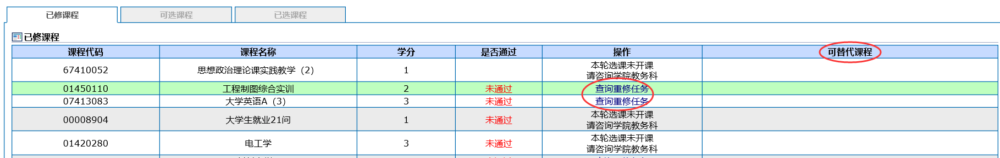 已修课程 可选课程 已选课程
已修课程
课程代码 课程名称 学分 是否通过 操作 可替代课程
67410052 思想政治理论课实践教学（2） 1 本轮选课未开课
请咨询学院教务科
01450110 工程制图综合实训 2 未通过 查询重修任务
07413083 大学英语A（3） 3 未通过 查询重修任务
00008904 大学生就业21问 1 未通过 本轮选课未开课
请咨询学院教务科
01420280 电工学 3 未通过 本轮选课未开课
请咨询学院教务科